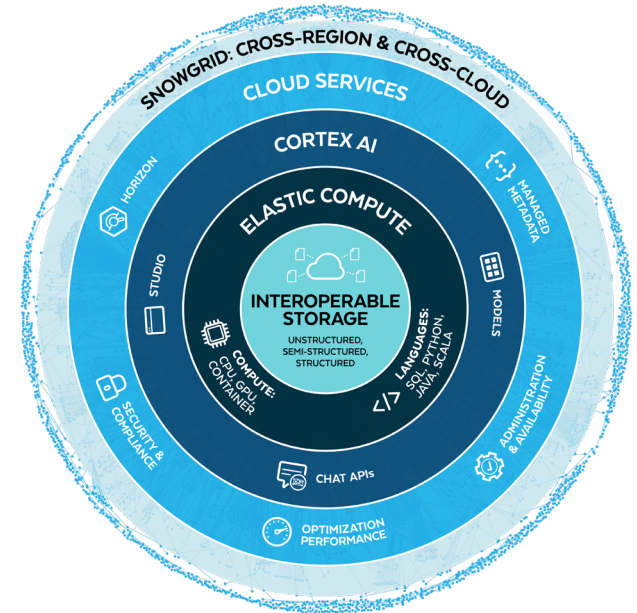 SNOWGRID: CROSS-REGION & CROSS-CLOUD
CLOUD SERVICES
HORIZON
MANAGED
METADATA
SECURITY &
COMPLIANCE
ADMINISTRATION
& AVAILABILITY
OPTIMIZATION
PERFORMANCE
CORTEX AI
STUDIO
MODELS
CHAT APIs
ELASTIC COMPUTE
COMPUTE:
CPU, GPU,
CONTAINER
LANGUAGES:
SQL, PYTHON,
JAVA, SCALA
INTEROPERABLE
STORAGE
UNSTRUCTURED,
SEMI-STRUCTURED,
STRUCTURED